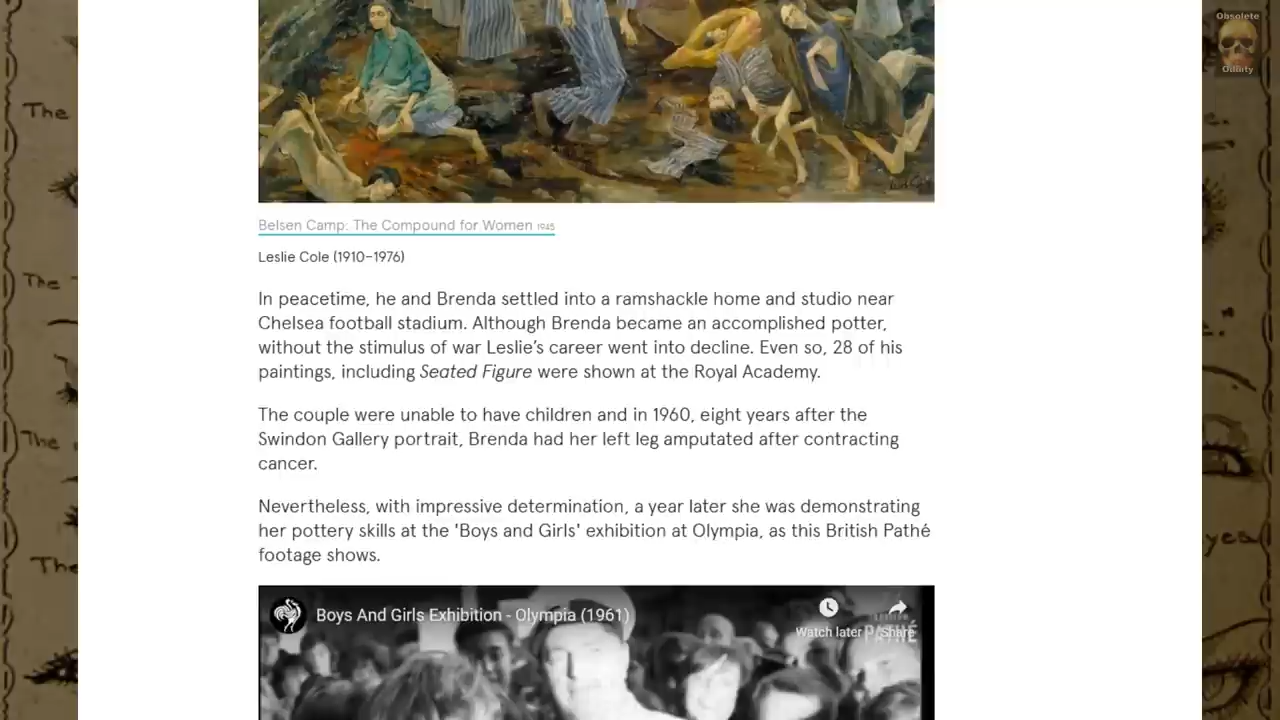 Obsolete
Oddity
The
Belsen Camp: The Compound for Women 1945
Leslie Cole (1910–1976)
The
In peacetime, he and Brenda settled into a ramshackle home and studio near
Chelsea football stadium. Although Brenda became an accomplished potter,
without the stimulus of war Leslie's career went into decline. Even so, 28 of his
paintings, including Seated Figure were shown at the Royal Academy.
The couple were unable to have children and in 1960, eight years after the
Swindon Gallery portrait, Brenda had her left leg amputated after contracting
cancer.
The
Nevertheless, with impressive determination, a year later she was demonstrating
her pottery skills at the 'Boys and Girls' exhibition at Olympia, as this British Pathé
footage shows.
The
Boys And Girls Exhibition - Olympia (1961)
Watch later
Share
PATHÉ